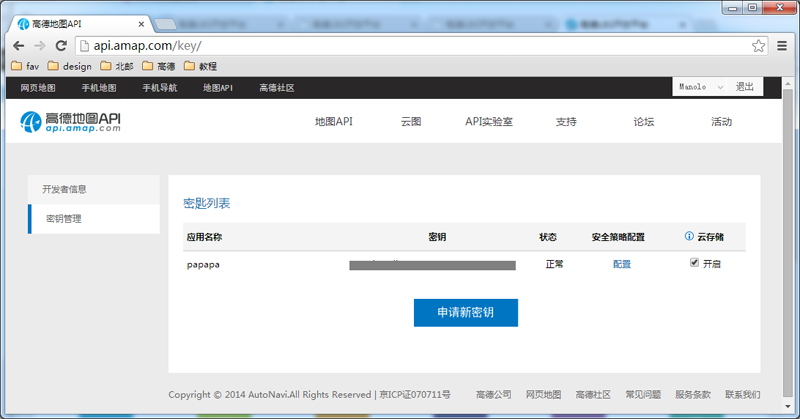 高德地图API
api.amap.com/key/
fav design 北邮 高德 教程
网页地图 手机地图 手机导航 地图API 高德社区 Manolo 退出
高德地图API
api.amap.com
地图API 云图 API实验室 支持 论坛 活动
开发者信息
密钥管理
密匙列表
应用名称 密钥 状态 安全策略配置 云存储
papapa 正常 配置 开启
申请新密钥
Copyright © 2014 AutoNavi.All Rights Reserved | 京ICP证070711号 高德公司 网页地图 高德社区 常见问题 服务条款 联系我们